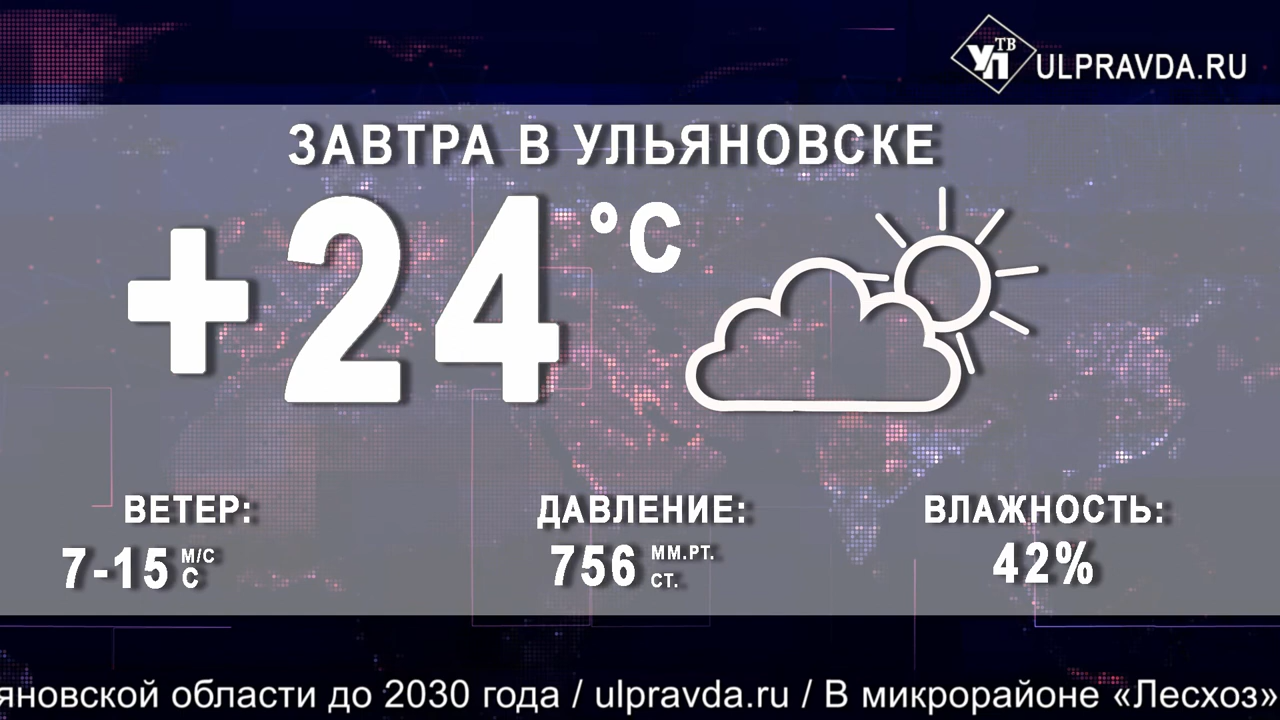 ТВ
УП ULPRAVDA.RU
ЗАВТРА В УЛЬЯНОВСКЕ
+24 °C
ВЕТЕР: ДАВЛЕНИЕ: ВЛАЖНОСТЬ:
7-15 М/С С 756 ММ.РТ. СТ. 42%
яновской области до 2030 года / ulpravda.ru / В микрорайоне «Лесхоз»